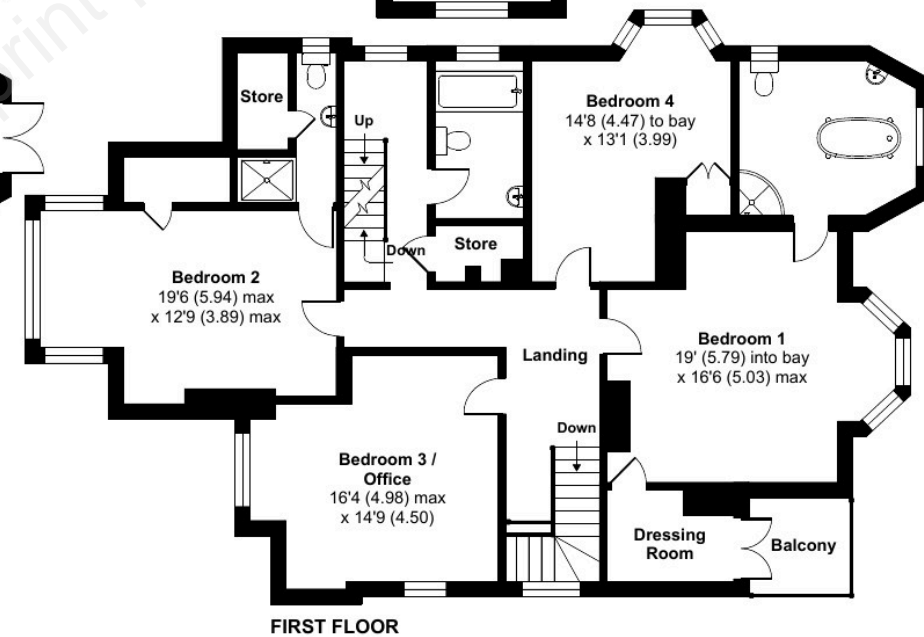 print
Store
Up
Bedroom 4
14'8 (4.47) to bay
x 13'1 (3.99)
Down
Store
Bedroom 2
19'6 (5.94) max
x 12'9 (3.89) max
Landing
Bedroom 1
19' (5.79) into bay
x 16'6 (5.03) max
Down
Bedroom 3 /
Office
16'4 (4.98) max
x 14'9 (4.50)
Dressing
Room
Balcony
FIRST FLOOR